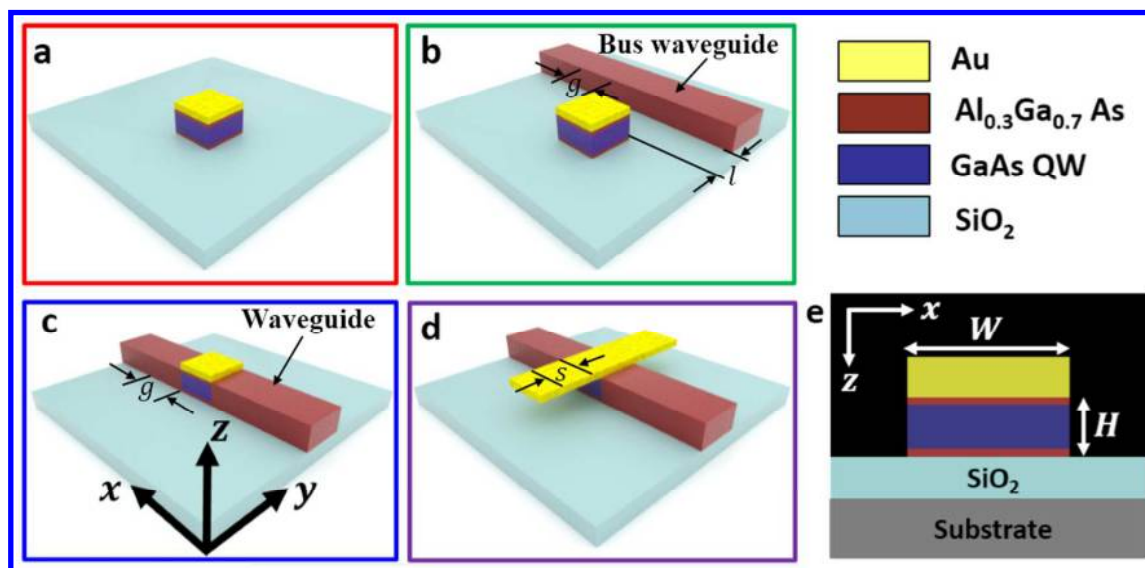 a
g
b
Bus waveguide
g
l
Au
Al0.3Ga0.7 As
GaAs QW
SiO2
c
Waveguide
g
z
x
y
d
s
e
x
W
z
H
SiO2
Substrate